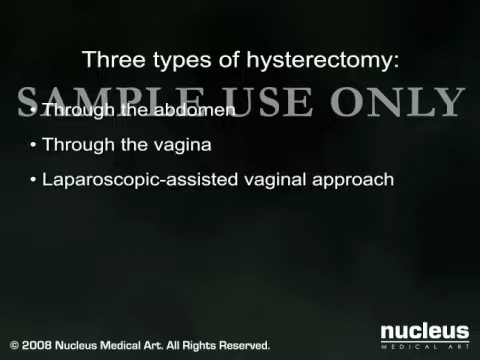 Three types of hysterectomy:
SAMPLE USE ONLY
• Through the abdomen
• Through the vagina
• Laparoscopic-assisted vaginal approach
nucleus
MEDICAL ART
© 2008 Nucleus Medical Art. All Rights Reserved.